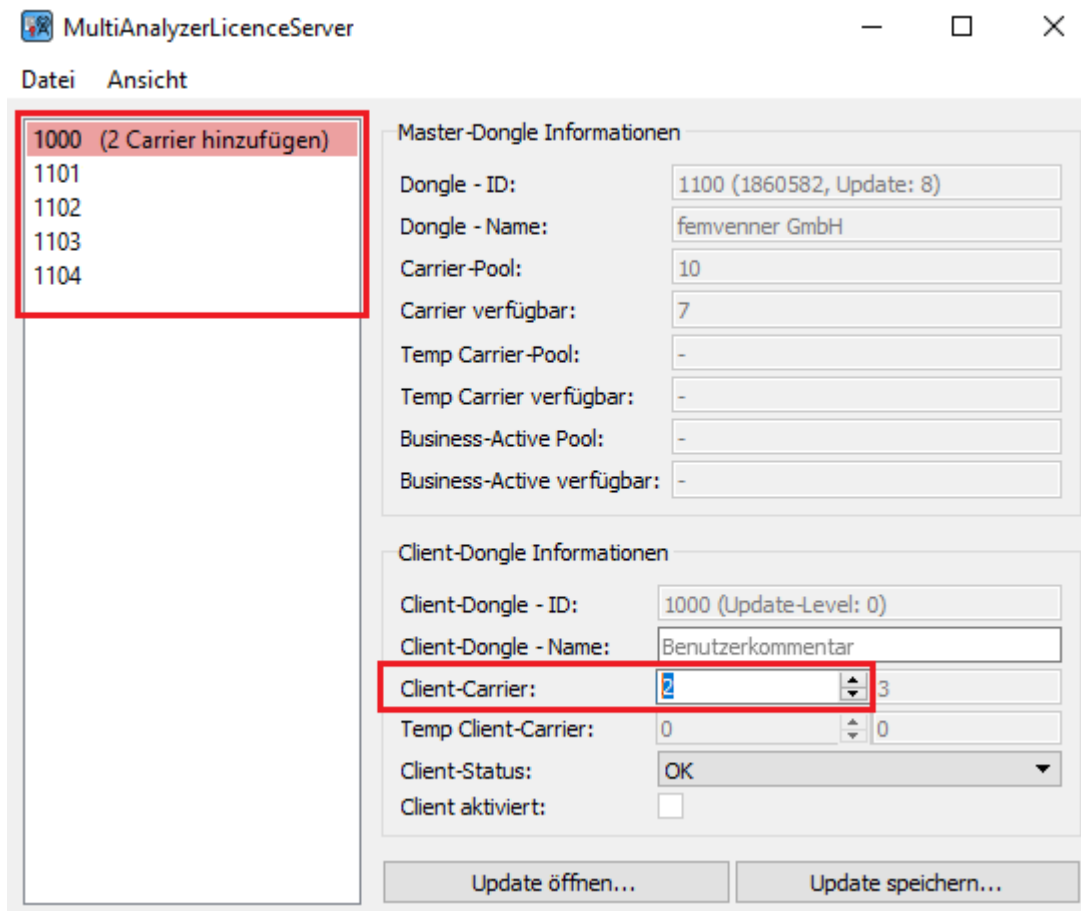 MultiAnalyzerLicenceServer
Datei Ansicht
1000 (2 Carrier hinzufügen)
1101
1102
1103
1104
Master-Dongle Informationen
Dongle - ID: 1100 (1860582, Update: 8)
Dongle - Name: femvenner GmbH
Carrier-Pool: 10
Carrier verfügbar: 7
Temp Carrier-Pool: -
Temp Carrier verfügbar: -
Business-Active Pool: -
Business-Active verfügbar: -
Client-Dongle Informationen
Client-Dongle - ID: 1000 (Update-Level: 0)
Client-Dongle - Name: Benutzerkommentar
Client-Carrier: 2 3
Temp Client-Carrier: 0 0
Client-Status: OK
Client aktiviert:
Update öffnen... Update speichern...